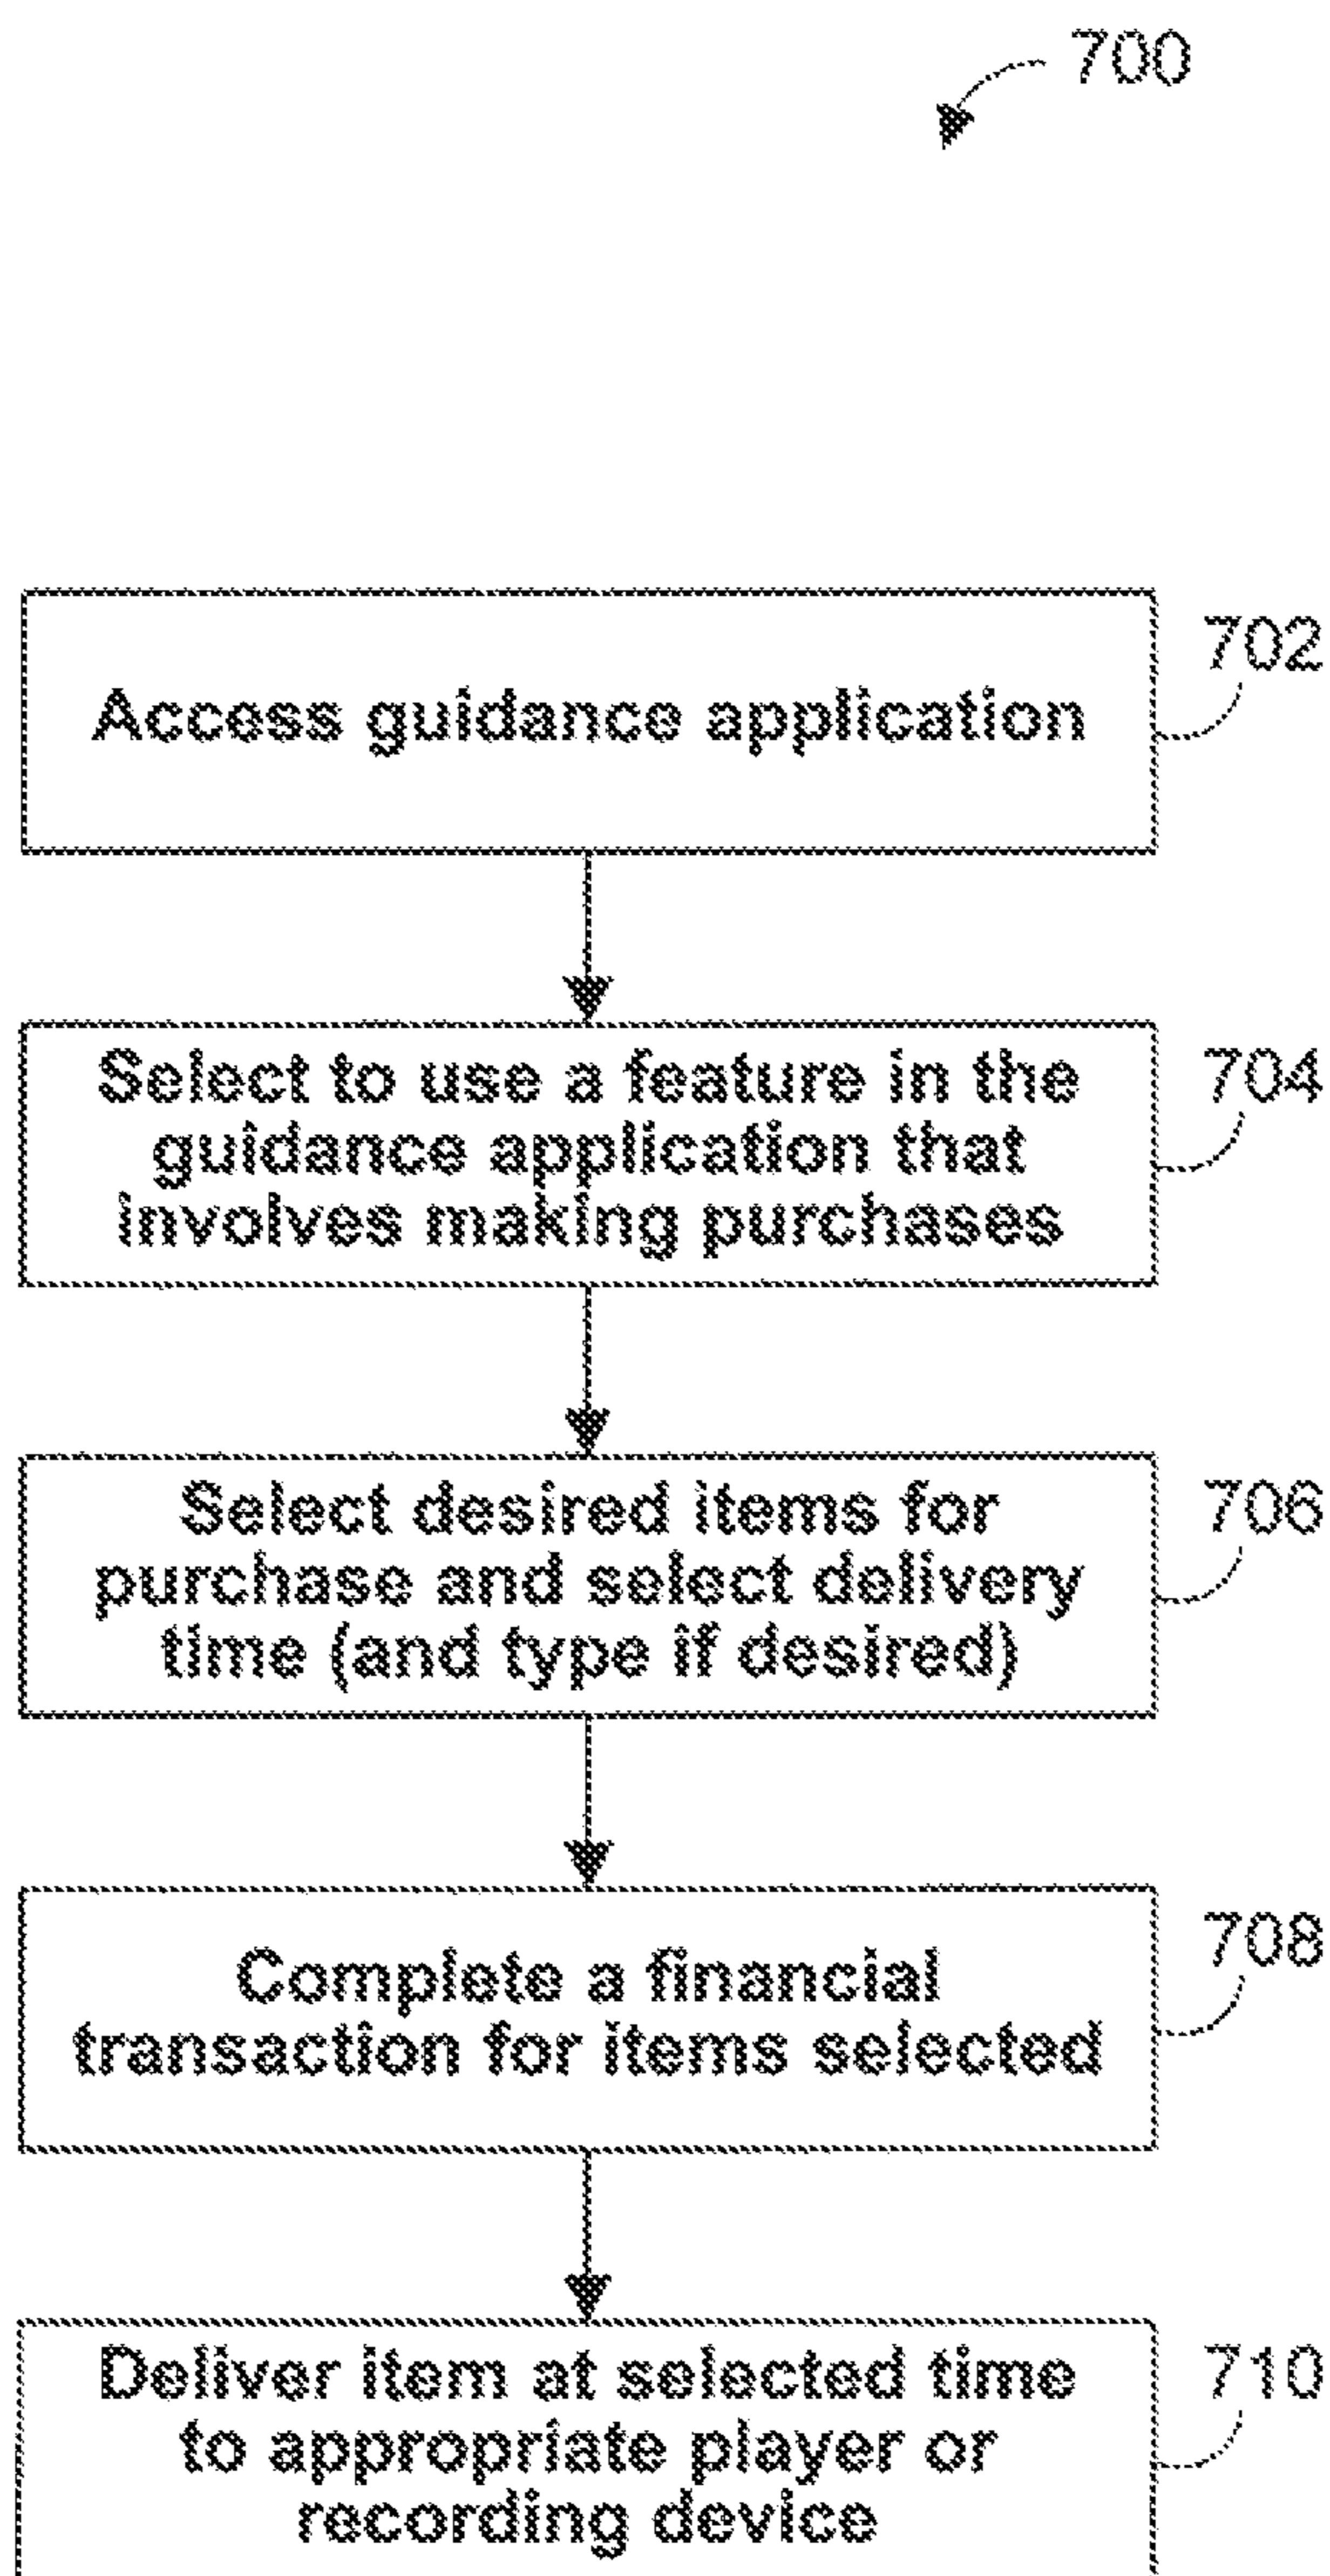 700
702
Access guidance application
704
Select to use a feature in the
guidance application that
involves making purchases
706
Select desired items for
purchase and select delivery
time (and type if desired)
708
Complete a financial
transaction for items selected
710
Deliver item at selected time
to appropriate player or
recording device